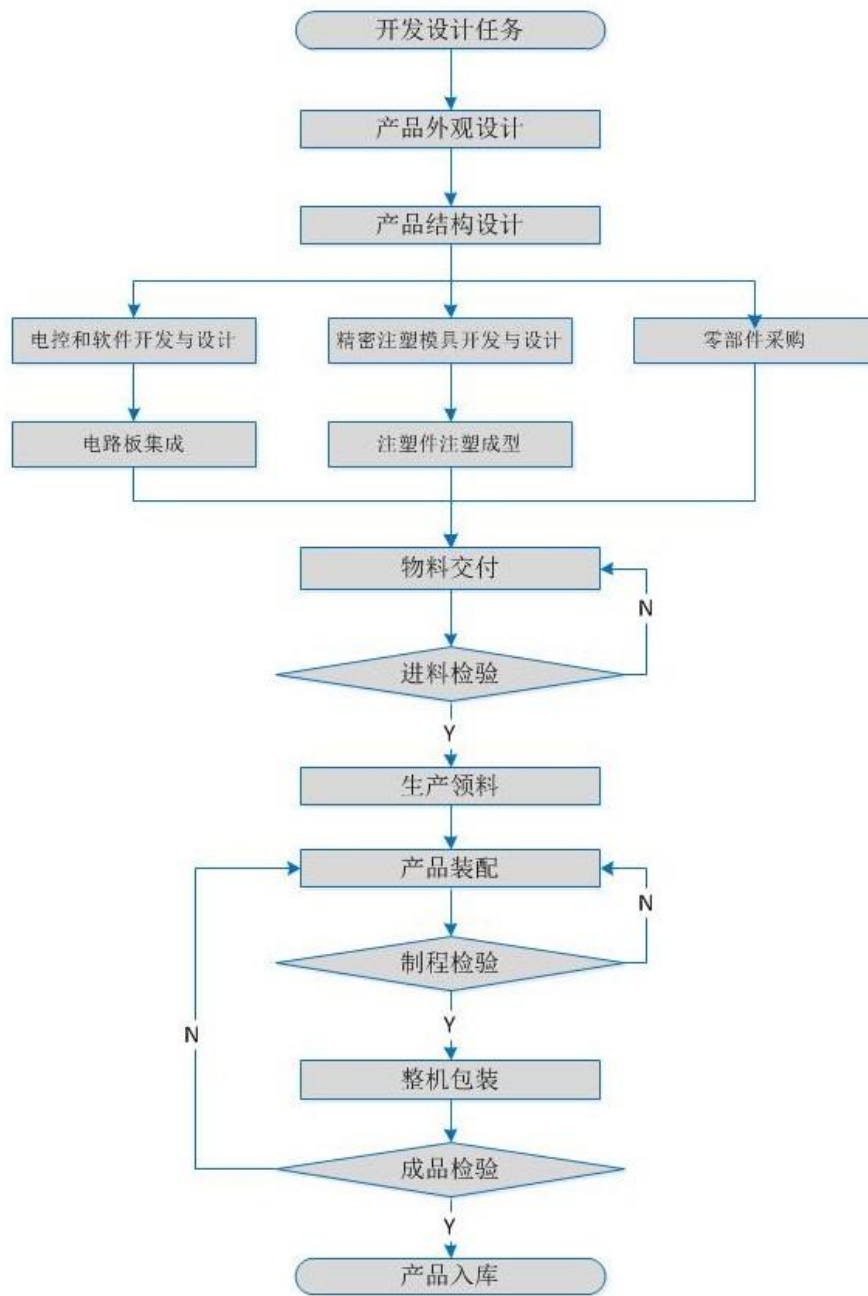 开发设计任务
产品外观设计
产品结构设计
电控和软件开发与设计
精密注塑模具开发与设计
零部件采购
电路板集成
注塑件注塑成型
物料交付
N
进料检验
Y
生产领料
产品装配
N
制程检验
Y
N
整机包装
成品检验
Y
产品入库